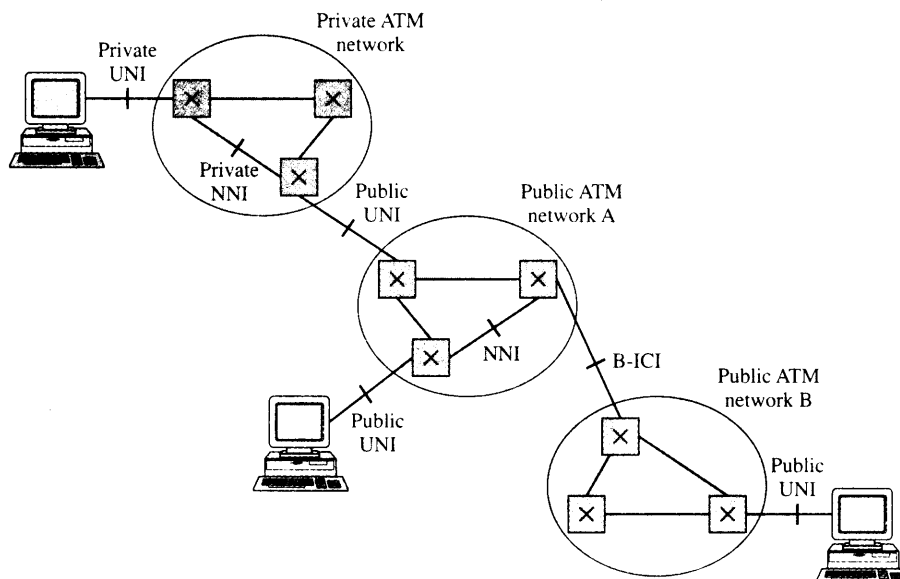 Private ATM
network
Private
UNI
Private
NNI
Public
UNI
Public ATM
network A
NNI
B-ICI
Public
UNI
Public ATM
network B
Public
UNI